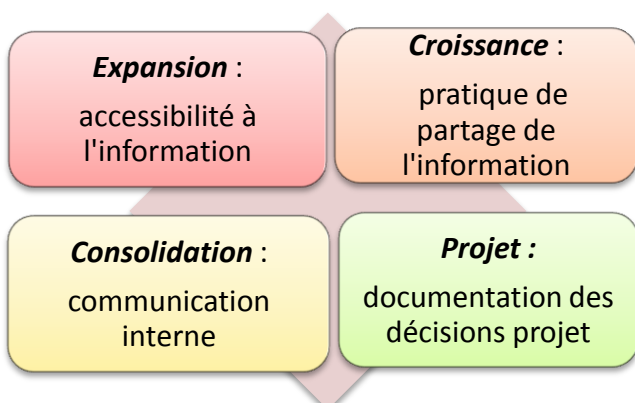 Expansion :
accessibilité à
l'information
Croissance :
pratique de
partage de
l'information
Consolidation :
communication
interne
Projet :
documentation des
décisions projet